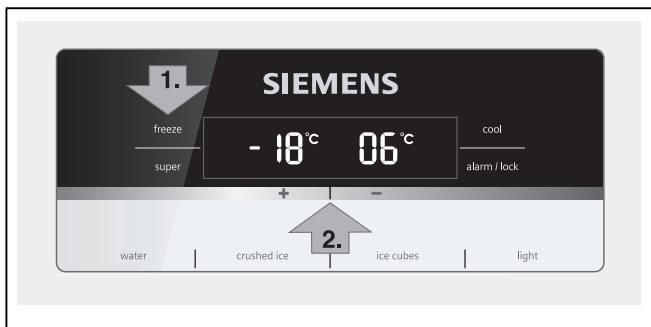 1.
SIEMENS
freeze
-18°C 06°C
cool
super
alarm / lock
+ | −
2.
water | crushed ice | ice cubes | light